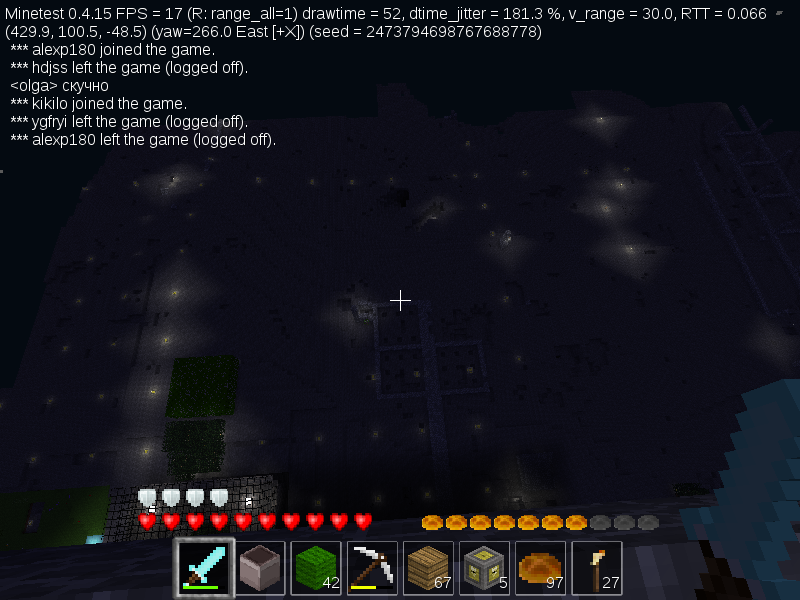 Minetest 0.4.15 FPS = 17 (R: range_all=1) drawtime = 52, dtime_jitter = 181.3 %, v_range = 30.0, RTT = 0.066
(429.9, 100.5, -48.5) (yaw=266.0 East [+X]) (seed = 2473794698767688778)
*** alexp180 joined the game.
*** hdjss left the game (logged off).
<olga> скучно
*** kikilo joined the game.
*** ygfryi left the game (logged off).
*** alexp180 left the game (logged off).
42 67 5 97 27